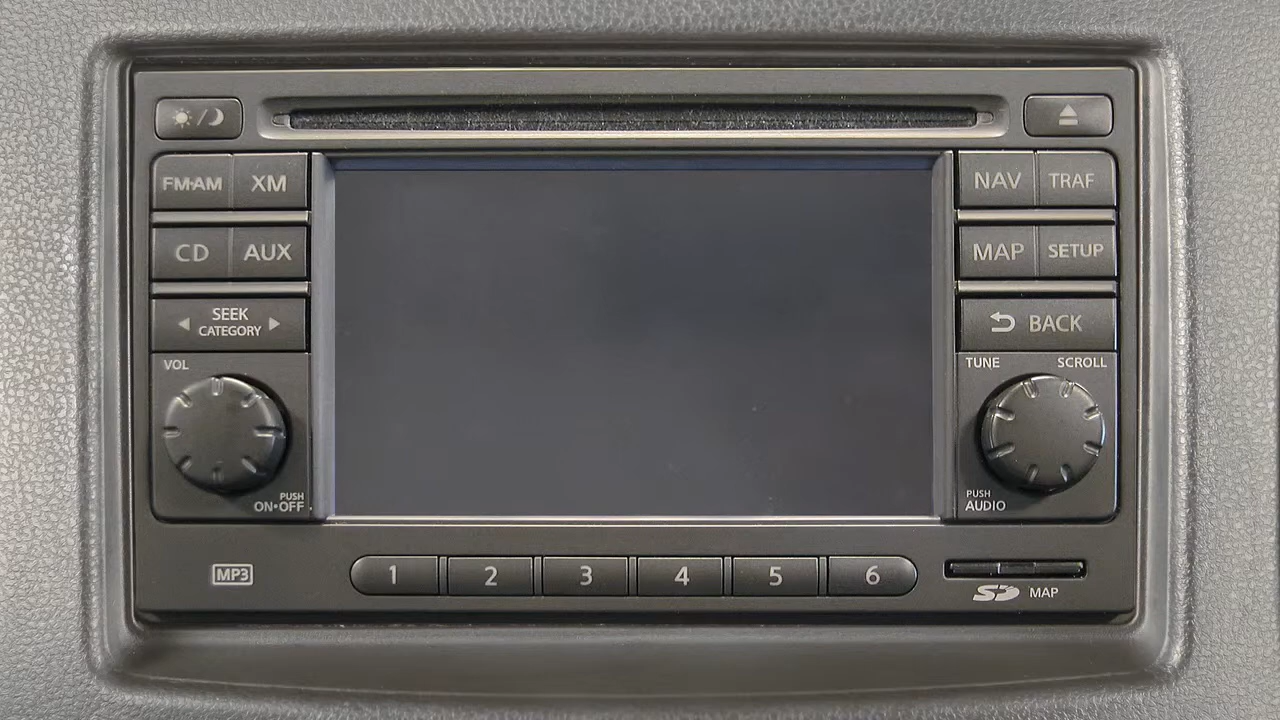 FM•AM
XM
CD
AUX
SEEK
CATEGORY
VOL
PUSH
ON•OFF
NAV
TRAF
MAP
SETUP
BACK
TUNE
SCROLL
PUSH
AUDIO
MP3
1
2
3
4
5
6
SD
MAP